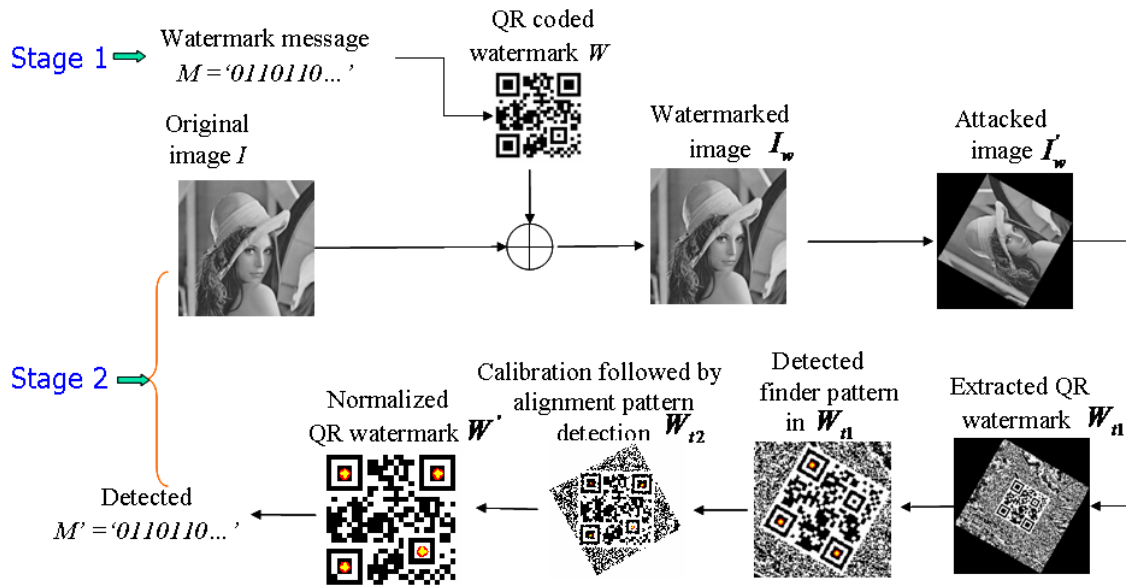 Stage 1
Watermark message
M = ‘0110110...’
QR coded
watermark W
Original
image I
Watermarked
image I_w
Attacked
image I'_w
Stage 2
Extracted QR
watermark W_t1
Detected
finder pattern
in W_t1
Calibration followed by
alignment pattern
detection W_t2
Normalized
QR watermark W'
Detected
M' = ‘0110110...’